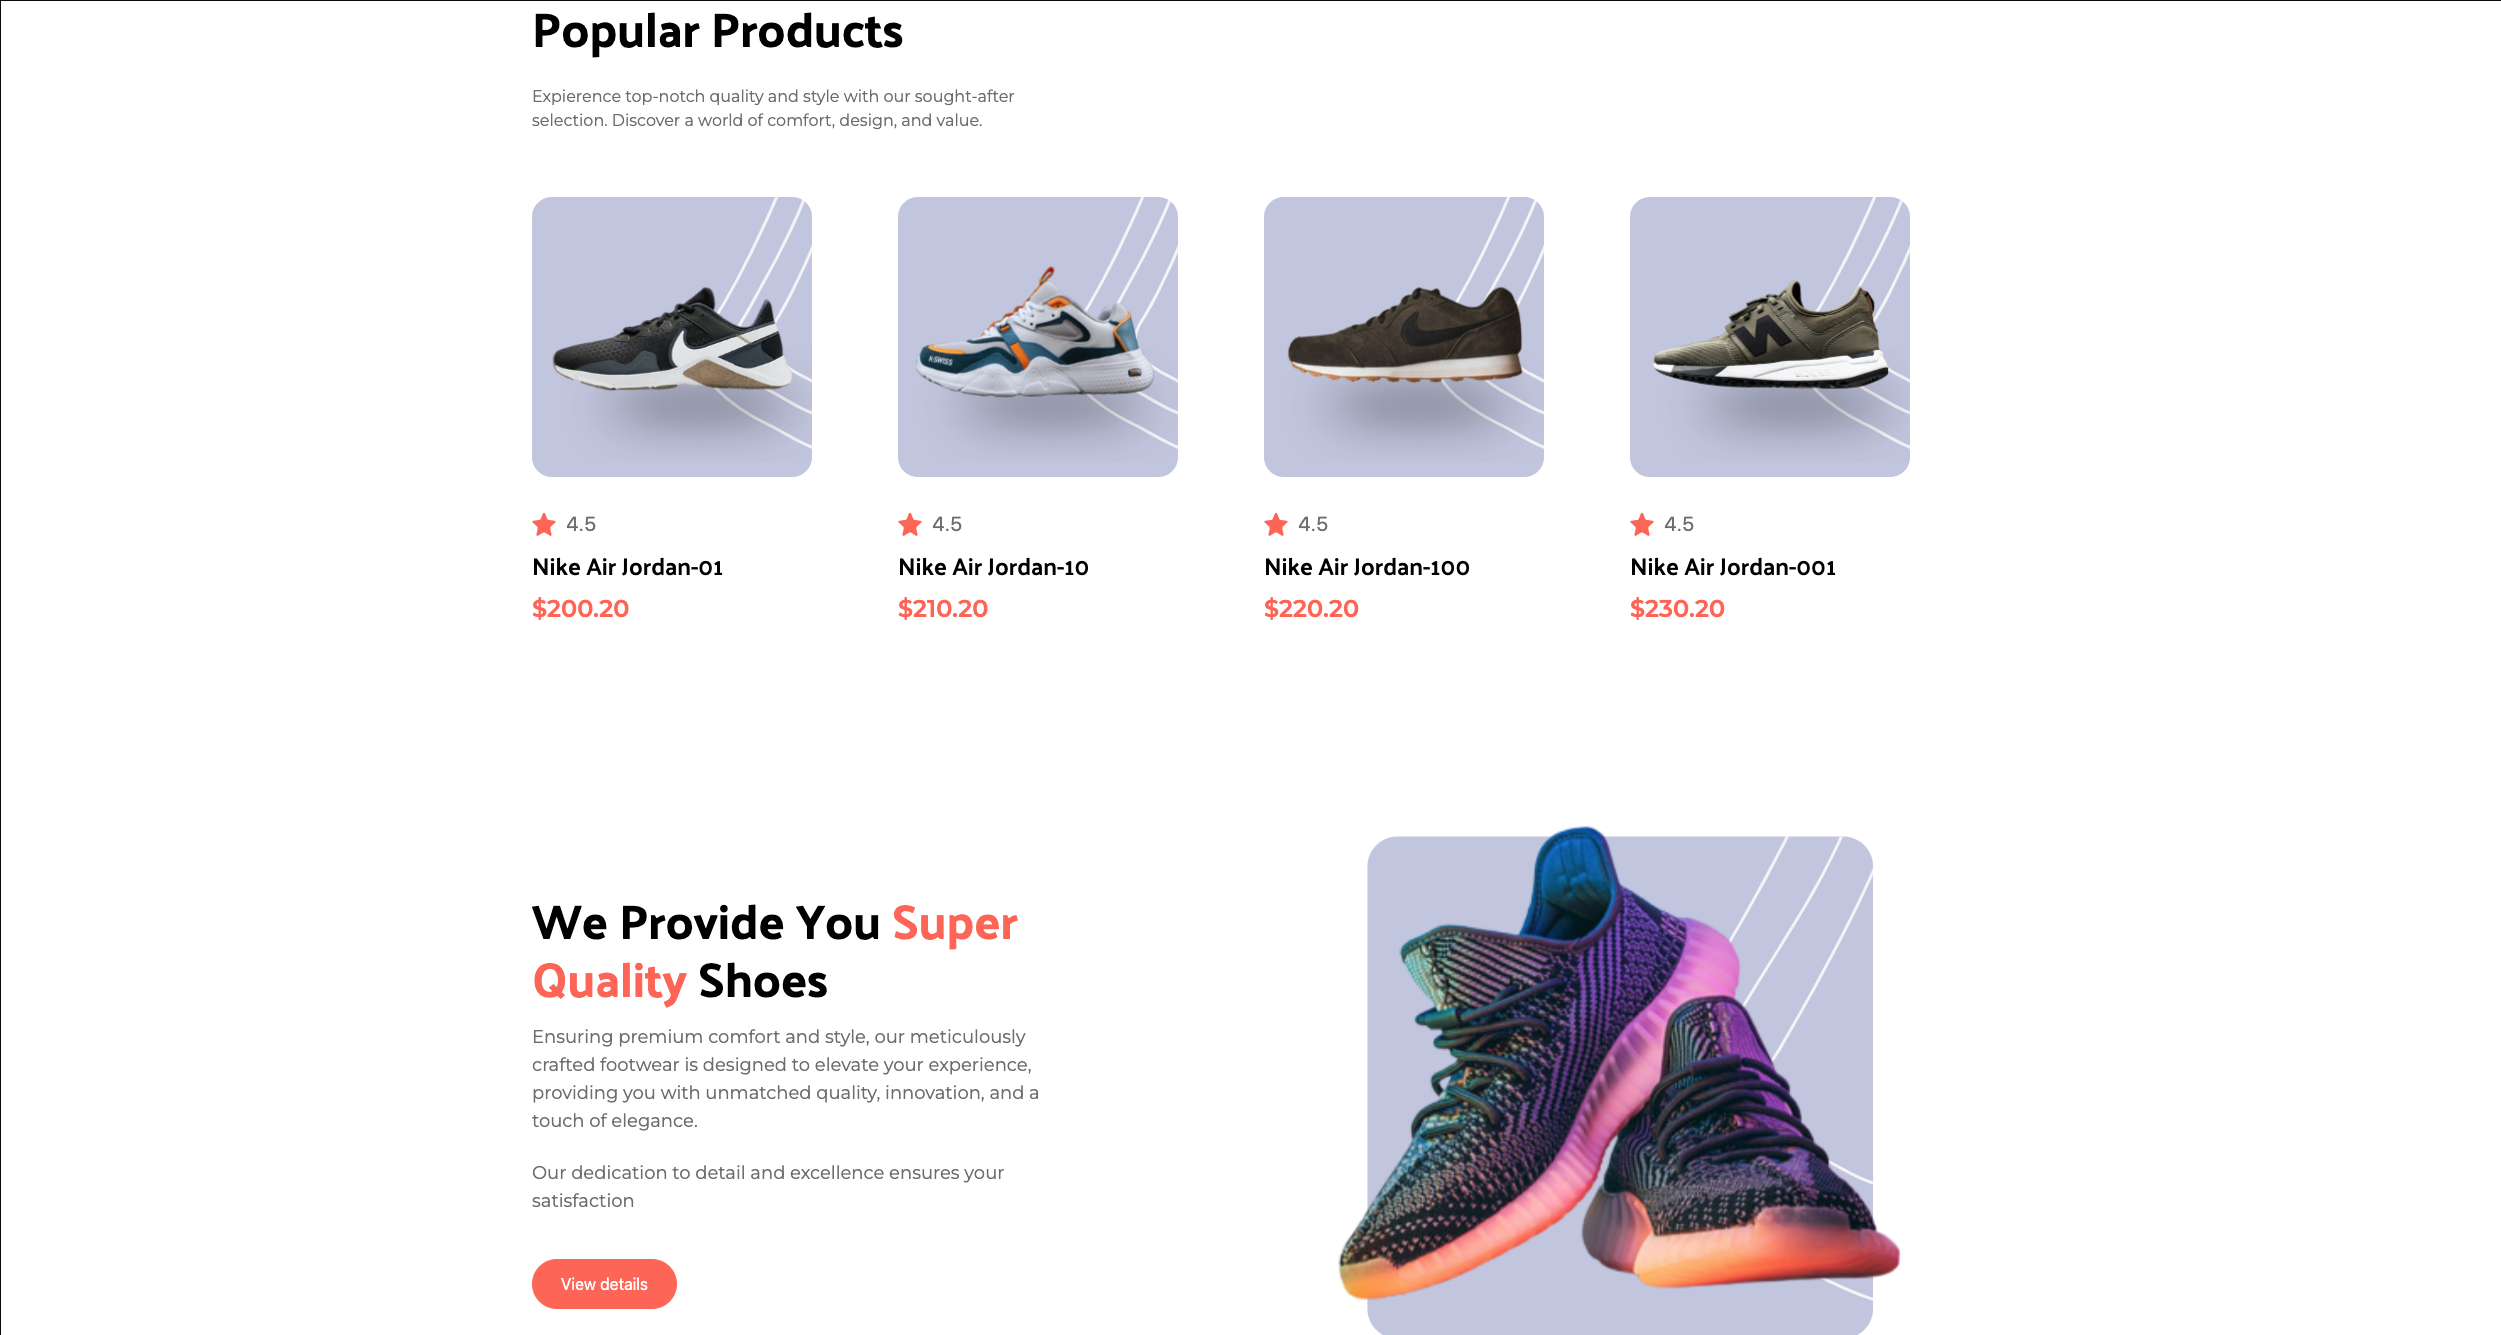 Popular Products
Expierence top-notch quality and style with our sought-after
selection. Discover a world of comfort, design, and value.
K-SWISS
4.5
4.5
4.5
4.5
Nike Air Jordan-01
Nike Air Jordan-10
Nike Air Jordan-100
Nike Air Jordan-001
$200.20
$210.20
$220.20
$230.20
We Provide You Super
Quality Shoes
Ensuring premium comfort and style, our meticulously
crafted footwear is designed to elevate your experience,
providing you with unmatched quality, innovation, and a
touch of elegance.
Our dedication to detail and excellence ensures your
satisfaction
View details